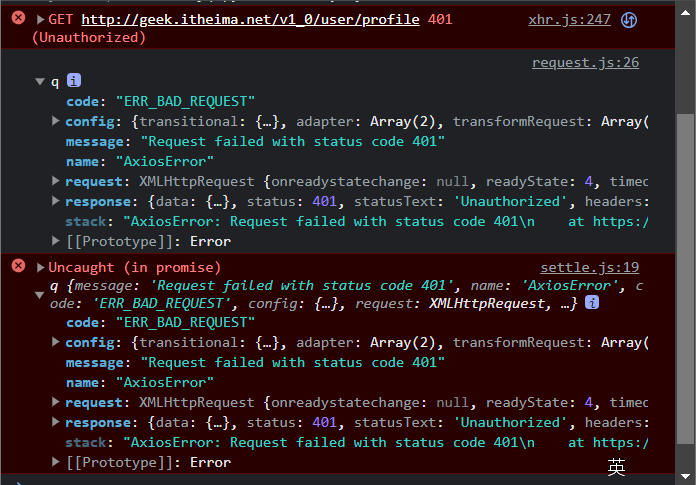 GET http://geek.itheima.net/v1_0/user/profile 401 xhr.js:247
(Unauthorized)
request.js:26
q i
code: "ERR_BAD_REQUEST"
config: {transitional: {…}, adapter: Array(2), transformRequest: Array(
message: "Request failed with status code 401"
name: "AxiosError"
request: XMLHttpRequest {onreadystatechange: null, readyState: 4, timeo
response: {data: {…}, status: 401, statusText: 'Unauthorized', headers:
stack: "AxiosError: Request failed with status code 401\n    at https:/
[[Prototype]]: Error
Uncaught (in promise) settle.js:19
q {message: 'Request failed with status code 401', name: 'AxiosError', c
ode: 'ERR_BAD_REQUEST', config: {…}, request: XMLHttpRequest, …} i
code: "ERR_BAD_REQUEST"
config: {transitional: {…}, adapter: Array(2), transformRequest: Array(
message: "Request failed with status code 401"
name: "AxiosError"
request: XMLHttpRequest {onreadystatechange: null, readyState: 4, timeo
response: {data: {…}, status: 401, statusText: 'Unauthorized', headers:
stack: "AxiosError: Request failed with status code 401\n    at https:/
[[Prototype]]: Error
英